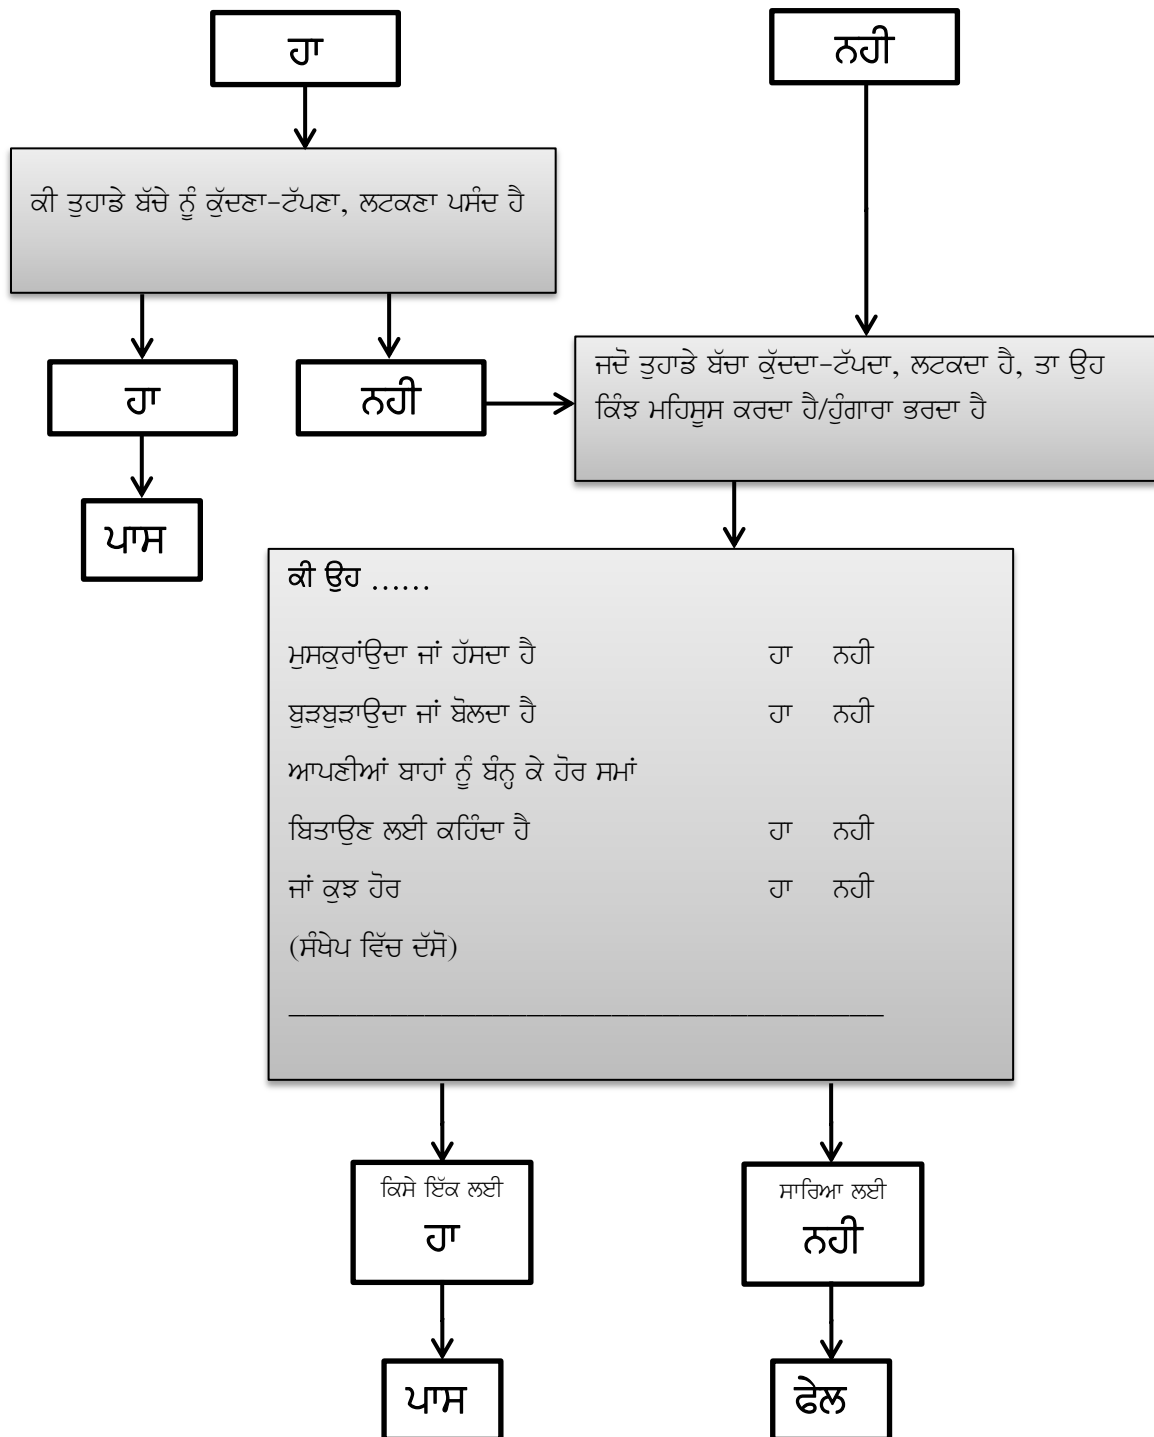 ਹਾ
ਨਹੀ
ਕੀ ਤੁਹਾਡੇ ਬੱਚੇ ਨੂੰ ਕੁੱਦਣਾ-ਟੱਪਣਾ, ਲਟਕਣਾ ਪਸੰਦ ਹੈ
ਹਾ
ਨਹੀ
ਜਦੋ ਤੁਹਾਡੇ ਬੱਚਾ ਕੁੱਦਦਾ-ਟੱਪਦਾ, ਲਟਕਦਾ ਹੈ, ਤਾ ਉਹ
ਕਿੰਝ ਮਹਿਸੂਸ ਕਰਦਾ ਹੈ/ਹੁੰਗਾਰਾ ਭਰਦਾ ਹੈ
ਪਾਸ
ਕੀ ਉਹ ......
ਮੁਸਕੁਰਾਂਉਦਾ ਜਾਂ ਹੱਸਦਾ ਹੈ ਹਾ ਨਹੀ
ਬੁੜਬੁੜਾਉਦਾ ਜਾਂ ਬੋਲਦਾ ਹੈ ਹਾ ਨਹੀ
ਆਪਣੀਆਂ ਬਾਹਾਂ ਨੂੰ ਬੰਨ੍ਹ ਕੇ ਹੋਰ ਸਮਾਂ
ਬਿਤਾਉਣ ਲਈ ਕਹਿੰਦਾ ਹੈ ਹਾ ਨਹੀ
ਜਾਂ ਕੁਝ ਹੋਰ ਹਾ ਨਹੀ
(ਸੰਖੇਪ ਵਿੱਚ ਦੱਸੋ)
ਕਿਸੇ ਇੱਕ ਲਈ
ਹਾ
ਸਾਰਿਆ ਲਈ
ਨਹੀ
ਪਾਸ
ਫੇਲ